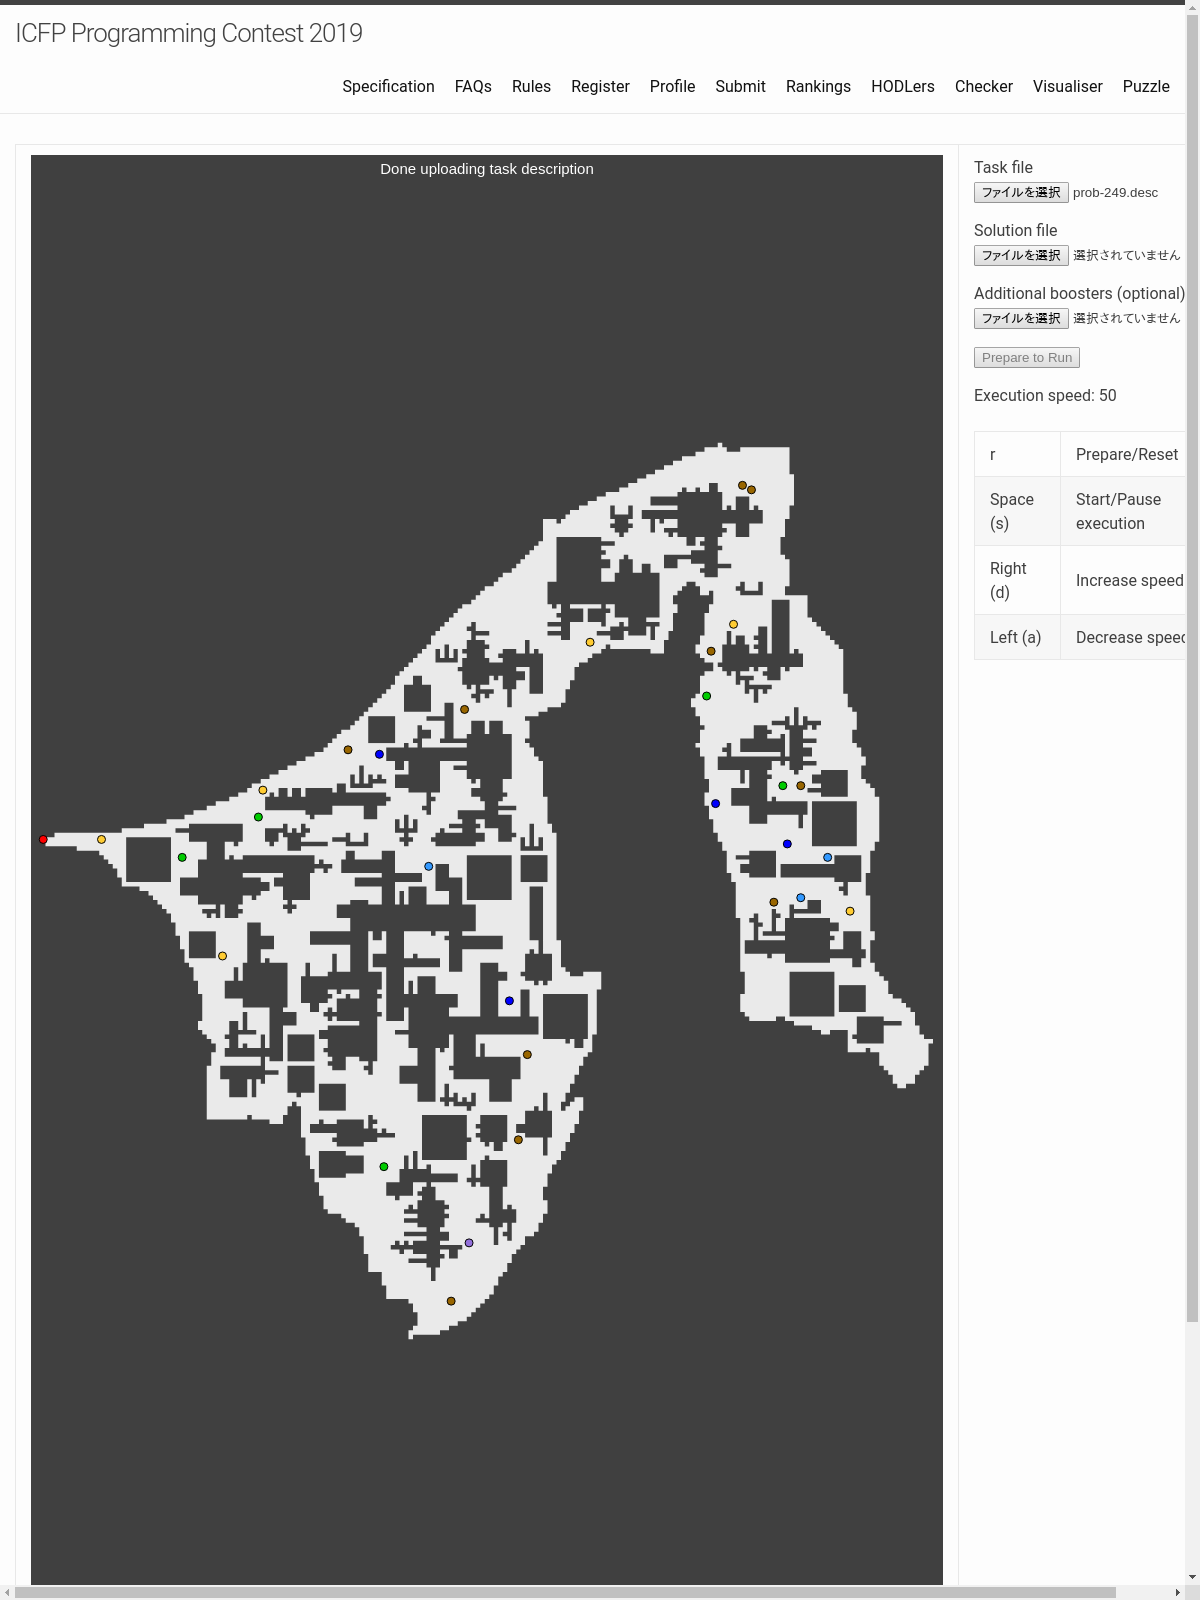 ICFP Programming Contest 2019
Specification FAQs Rules Register Profile Submit Rankings HODLers Checker Visualiser Puzzle
Done uploading task description
Task file
ファイルを選択 prob-249.desc
Solution file
ファイルを選択 選択されていません
Additional boosters (optional)
ファイルを選択 選択されていません
Prepare to Run
Execution speed: 50
r Prepare/Reset
Space (s) Start/Pause execution
Right (d) Increase speed
Left (a) Decrease speed